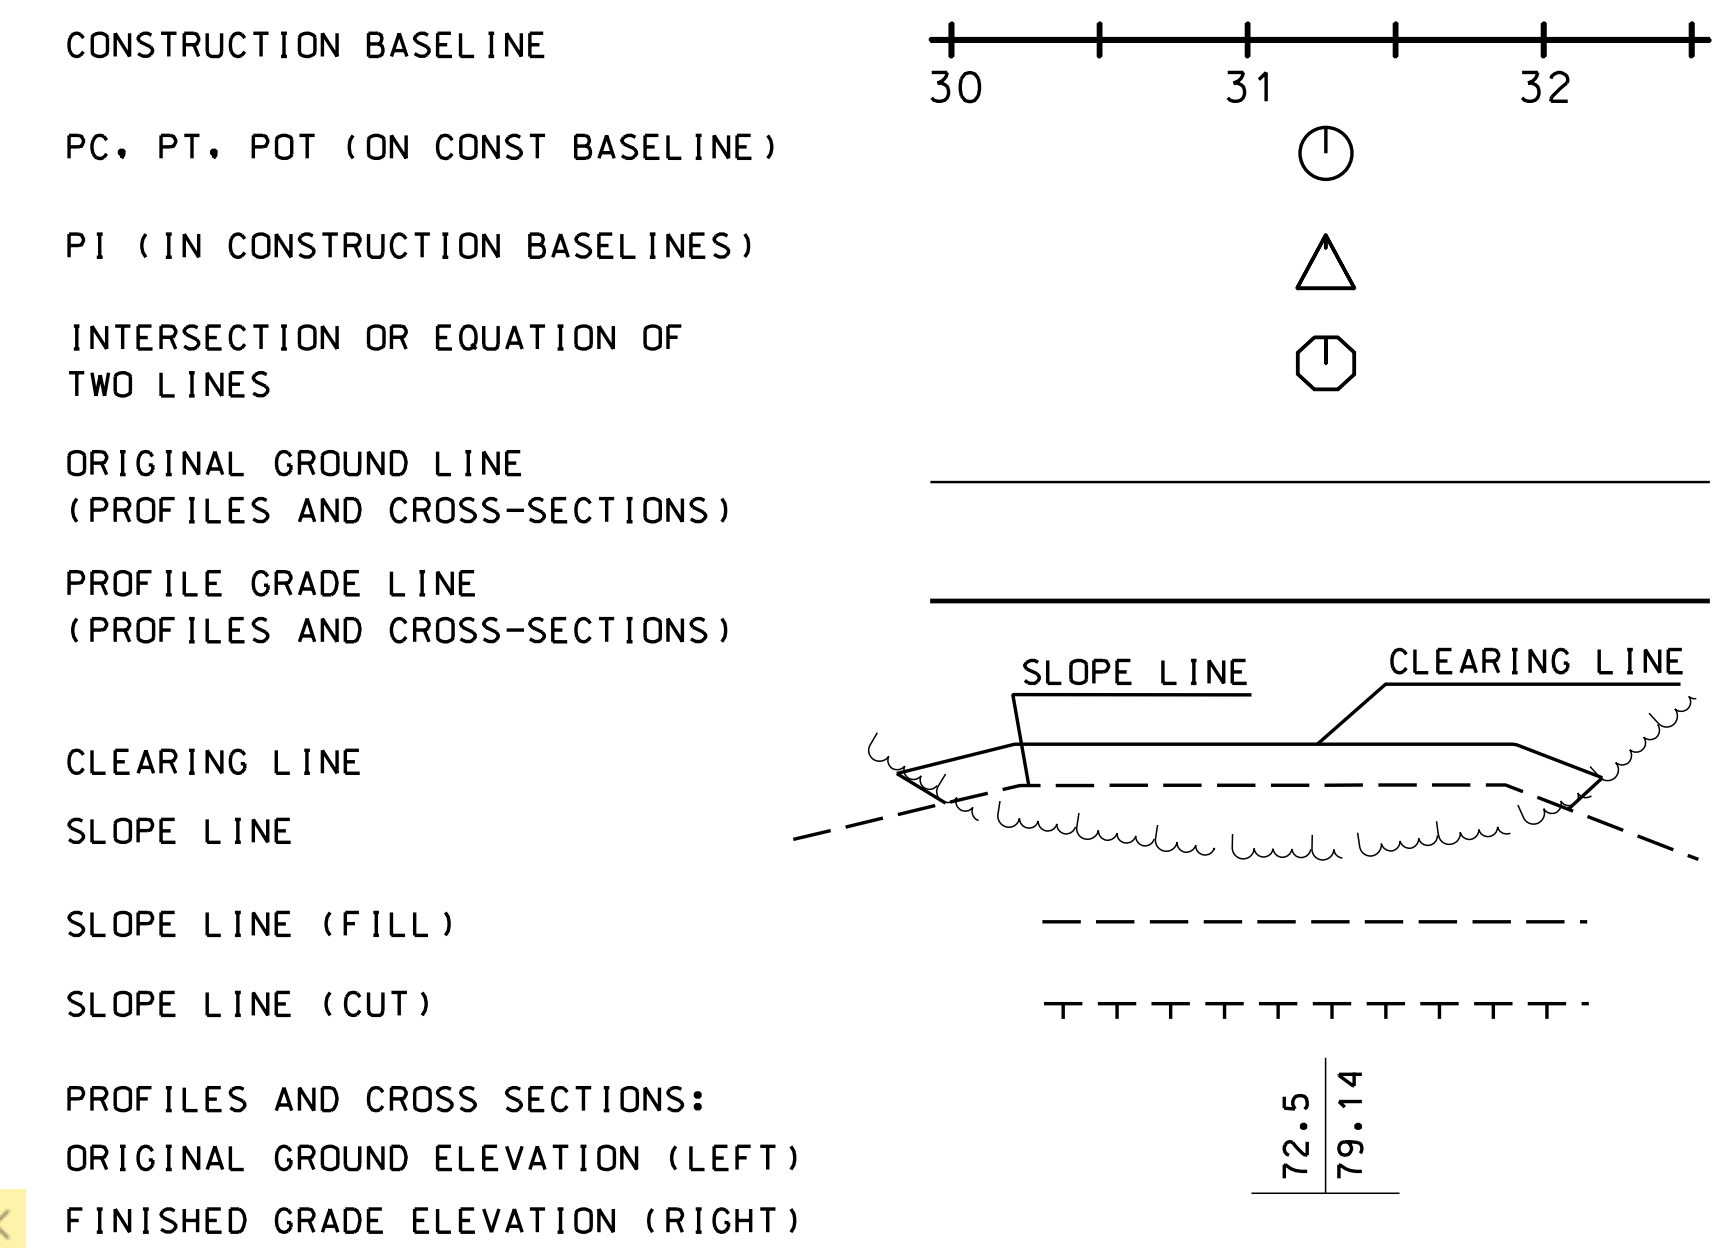 CONSTRUCTION BASELINE
30 31 32
PC, PT, POT (ON CONST BASELINE)
PI (IN CONSTRUCTION BASELINES)
INTERSECTION OR EQUATION OF
TWO LINES
ORIGINAL GROUND LINE
(PROFILES AND CROSS-SECTIONS)
PROFILE GRADE LINE
(PROFILES AND CROSS-SECTIONS)
SLOPE LINE
CLEARING LINE
CLEARING LINE
SLOPE LINE
SLOPE LINE (FILL)
SLOPE LINE (CUT)
PROFILES AND CROSS SECTIONS:
ORIGINAL GROUND ELEVATION (LEFT)
FINISHED GRADE ELEVATION (RIGHT)
72.5
79.14